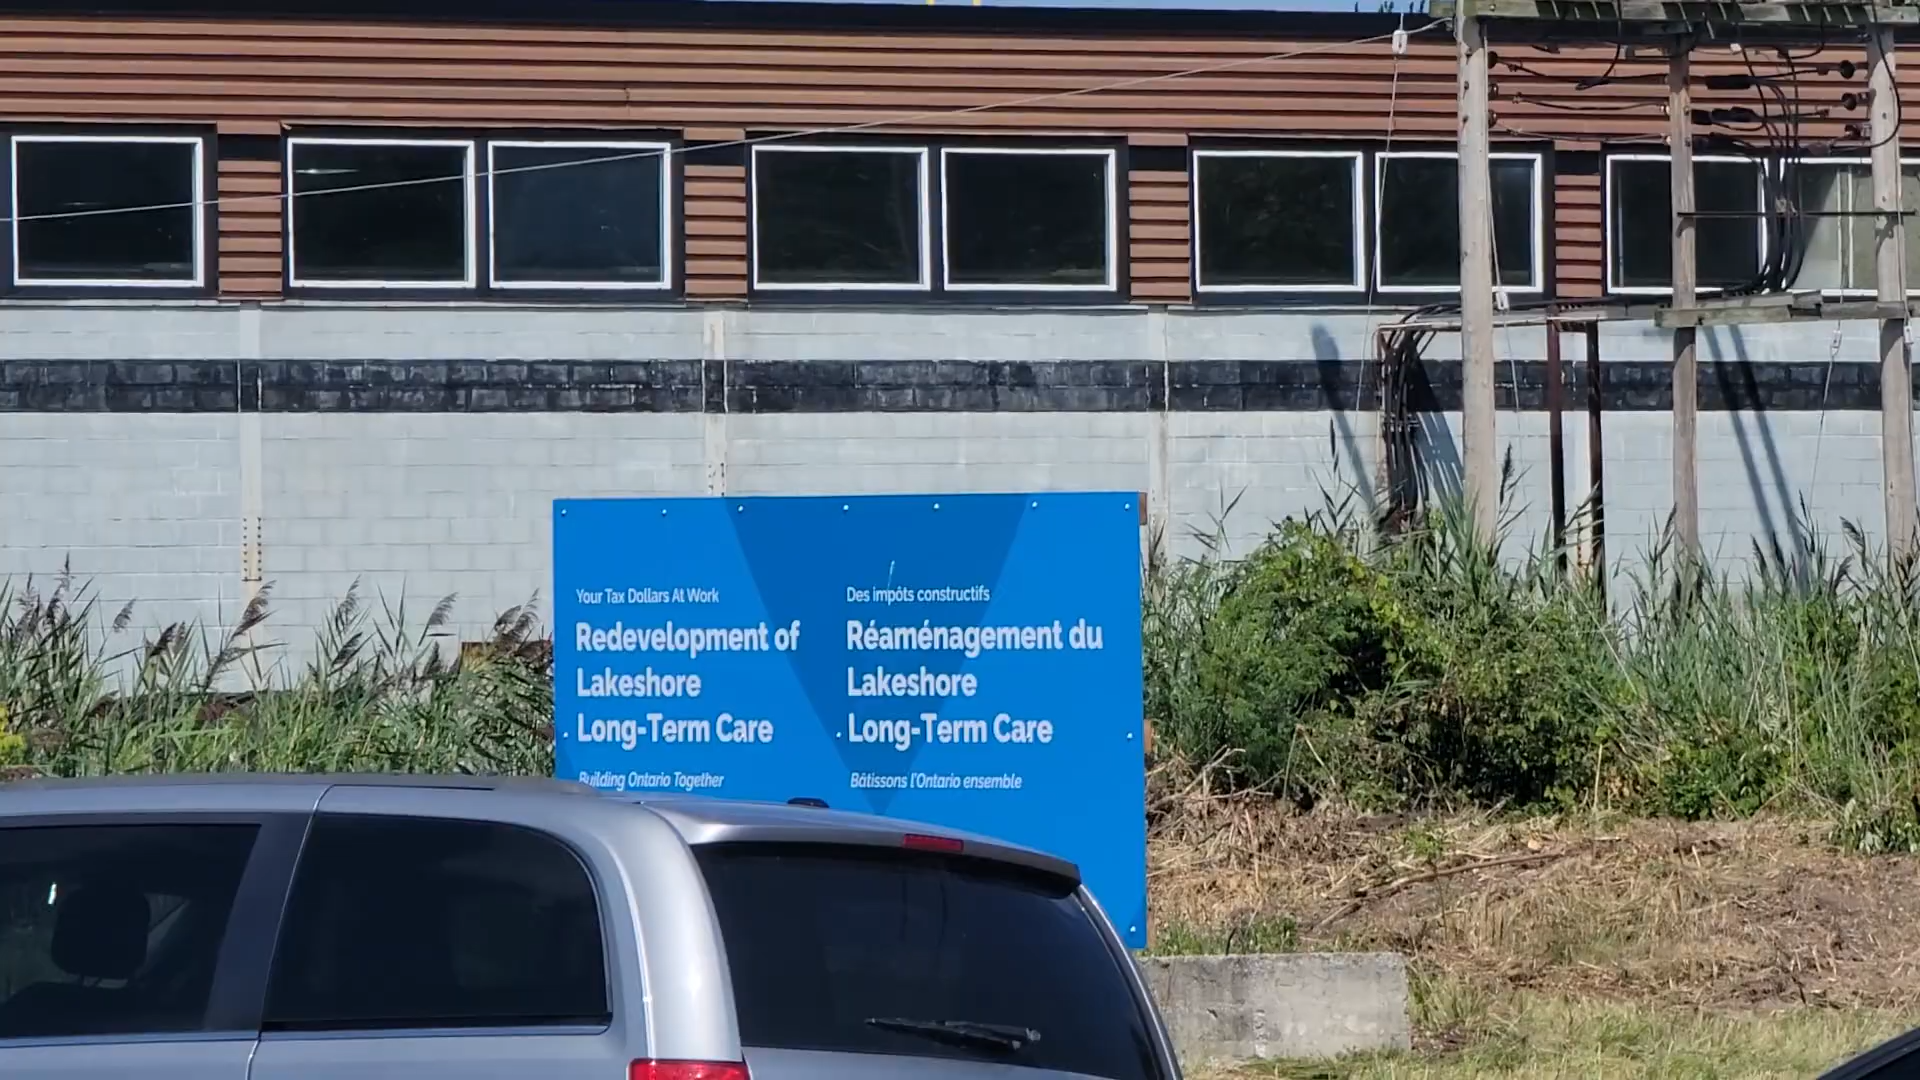 Your Tax Dollars At Work
Redevelopment of
Lakeshore
Long-Term Care
Building Ontario Together
Des impôts constructifs
Réaménagement du
Lakeshore
Long-Term Care
Bâtissons l'Ontario ensemble